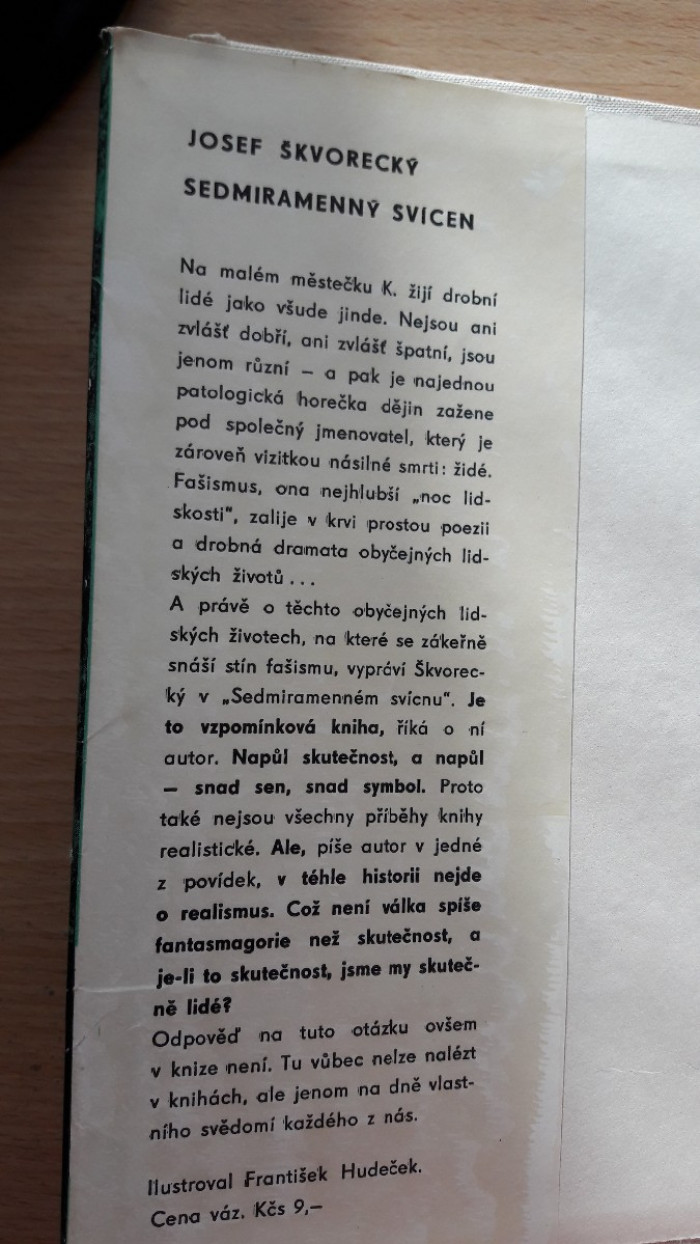 JOSEF ŠKVORECKÝ
SEDMIRAMENNÝ SVÍCEN
Na malém městečku K. žijí drobní
lidé jako všude jinde. Nejsou ani
zvlášť dobří, ani zvlášť špatní, jsou
jenom různí – a pak je najednou
patologická horečka dějin zažene
pod společný jmenovatel, který je
zároveň vizitkou násilné smrti: židé.
Fašismus, ona nejhlubší „noc lid-
skosti“, zalije v krvi prostou poezii
a drobná dramata obyčejných lid-
ských životů ...
A právě o těchto obyčejných lid-
ských životech, na které se zákeřně
snáší stín fašismu, vypráví Škvorec-
ký v „Sedmiramenném svícnu“. Je
to vzpomínková kniha, říká o ní
autor. Napůl skutečnost, a napůl
– snad sen, snad symbol. Proto
také nejsou všechny příběhy knihy
realistické. Ale, píše autor v jedné
z povídek, v téhle historii nejde
o realismus. Což není válka spíše
fantasmagorie než skutečnost, a
je-li to skutečnost, jsme my skuteč-
ně lidé?
Odpověď na tuto otázku ovšem
v knize není. Tu vůbec nelze nalézt
v knihách, ale jenom na dně vlast-
ního svědomí každého z nás.
Ilustroval František Hudeček.
Cena váz. Kčs 9,–